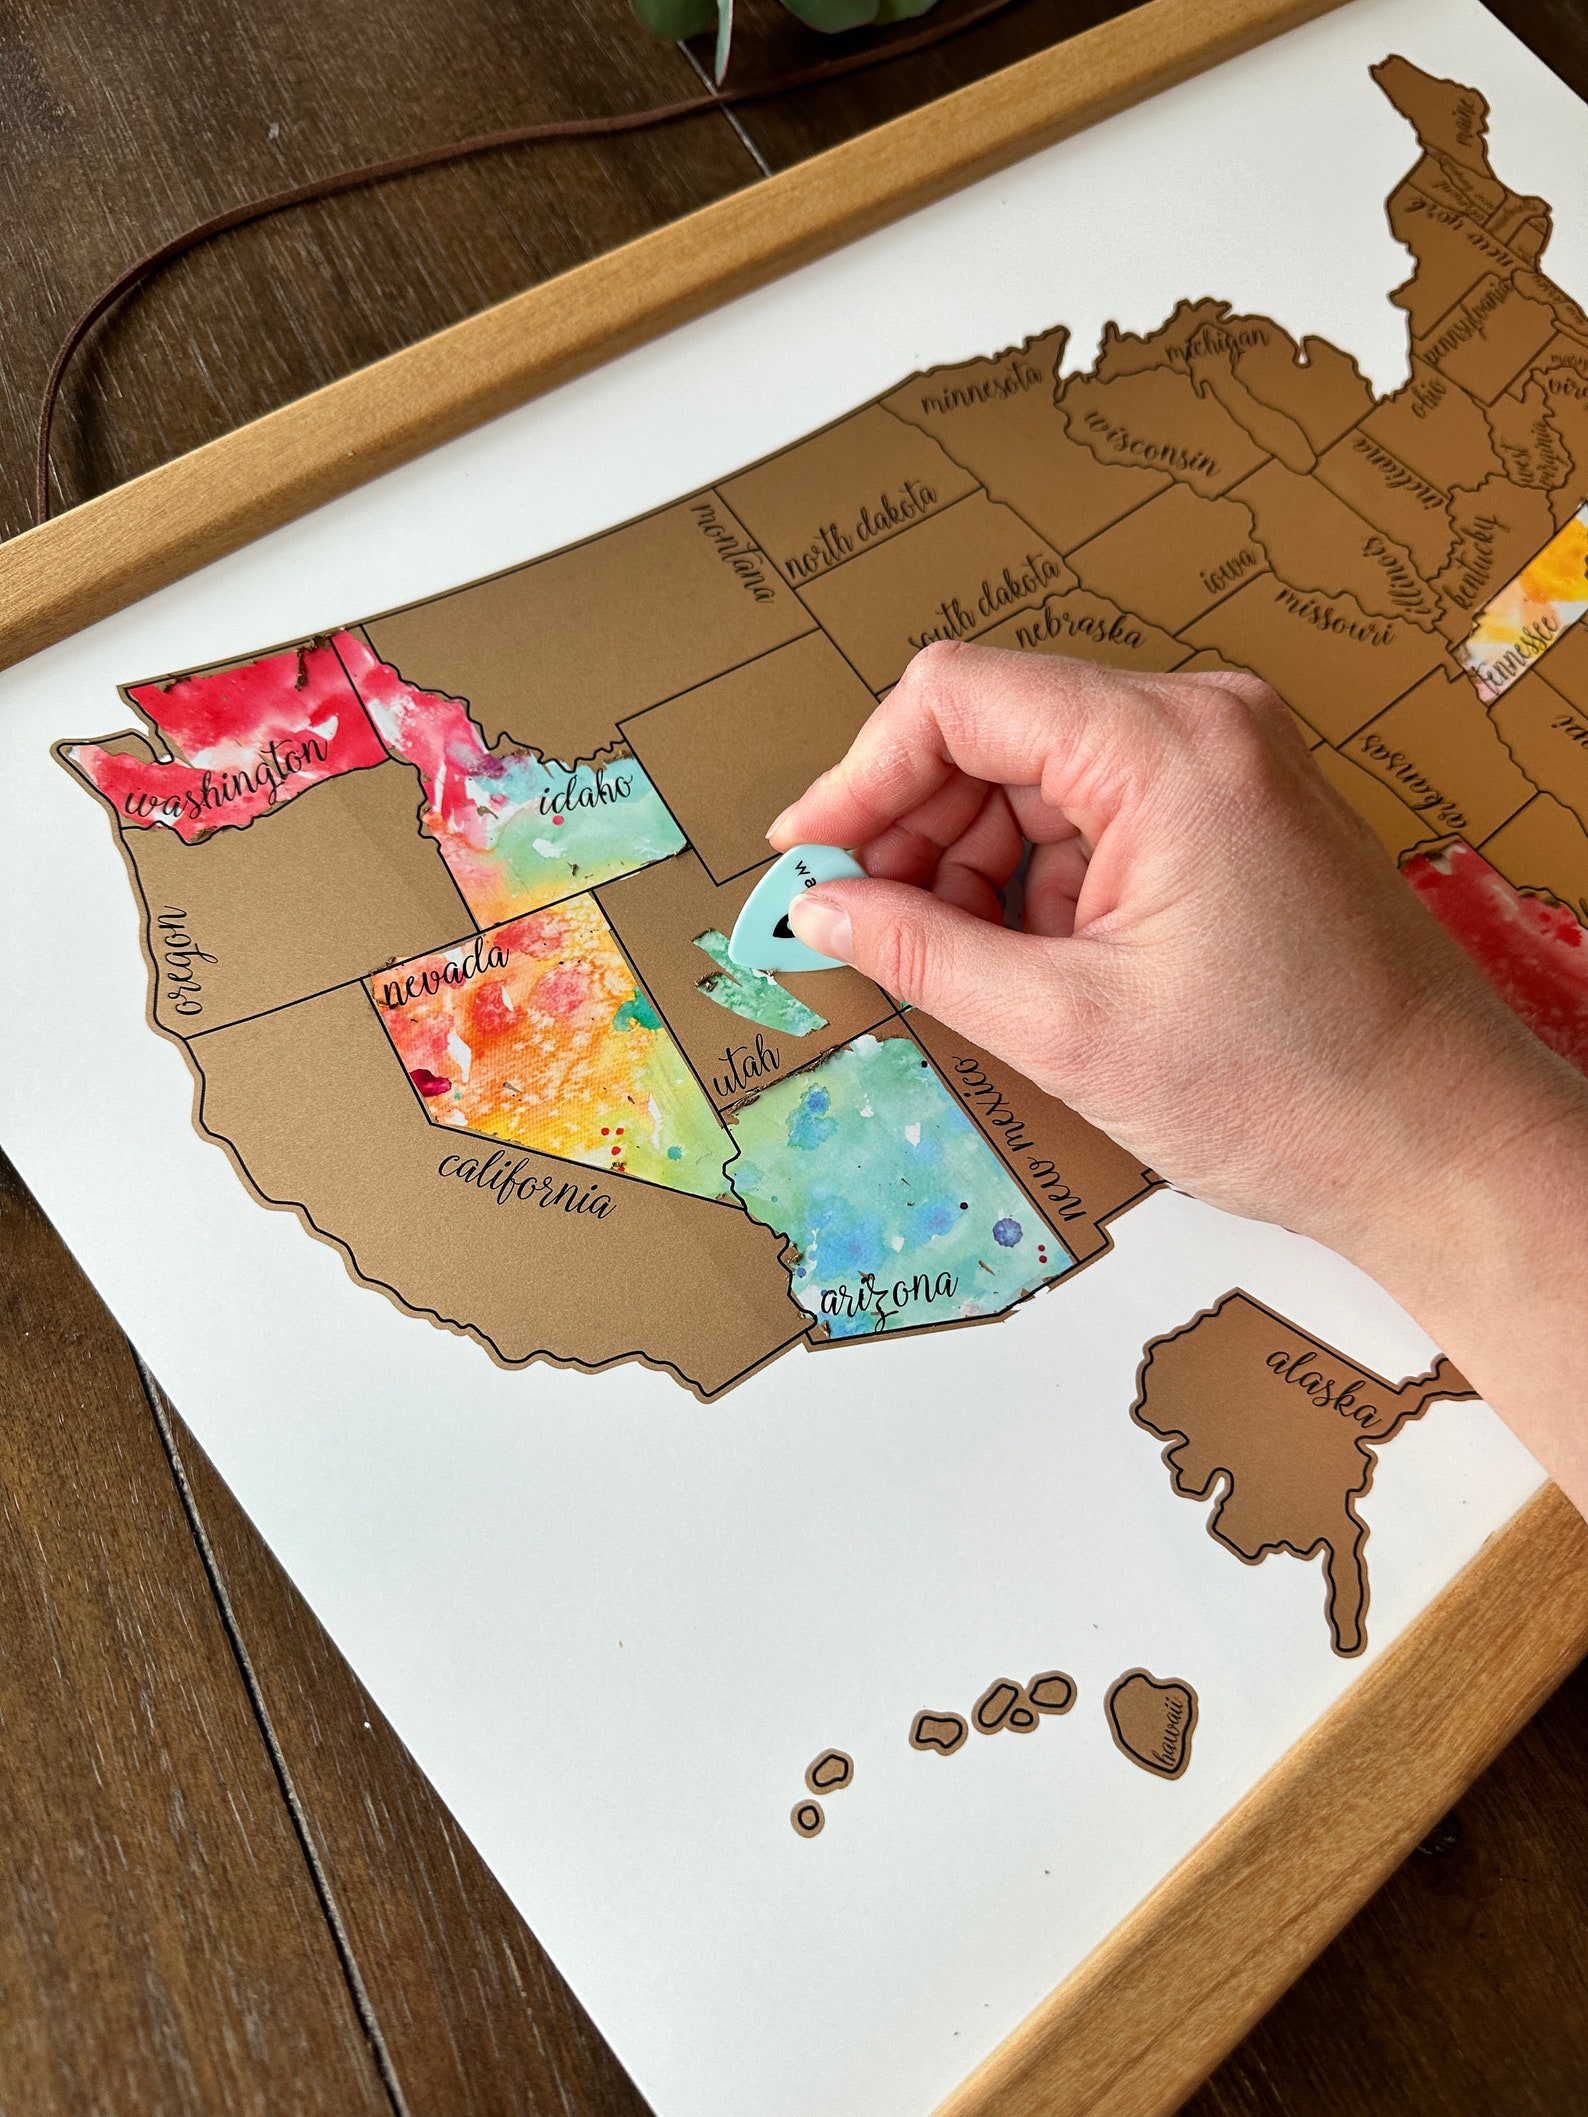 maine
new york
pennsylvania
michigan
minnesota
wisconsin
ohio
indiana
west
virginia
montana
north dakota
south dakota
iowa
illinois
kentucky
nebraska
missouri
tennessee
arkansas
washington
idaho
oregon
nevada
wa
utah
new mexico
california
arizona
alaska
hawaii